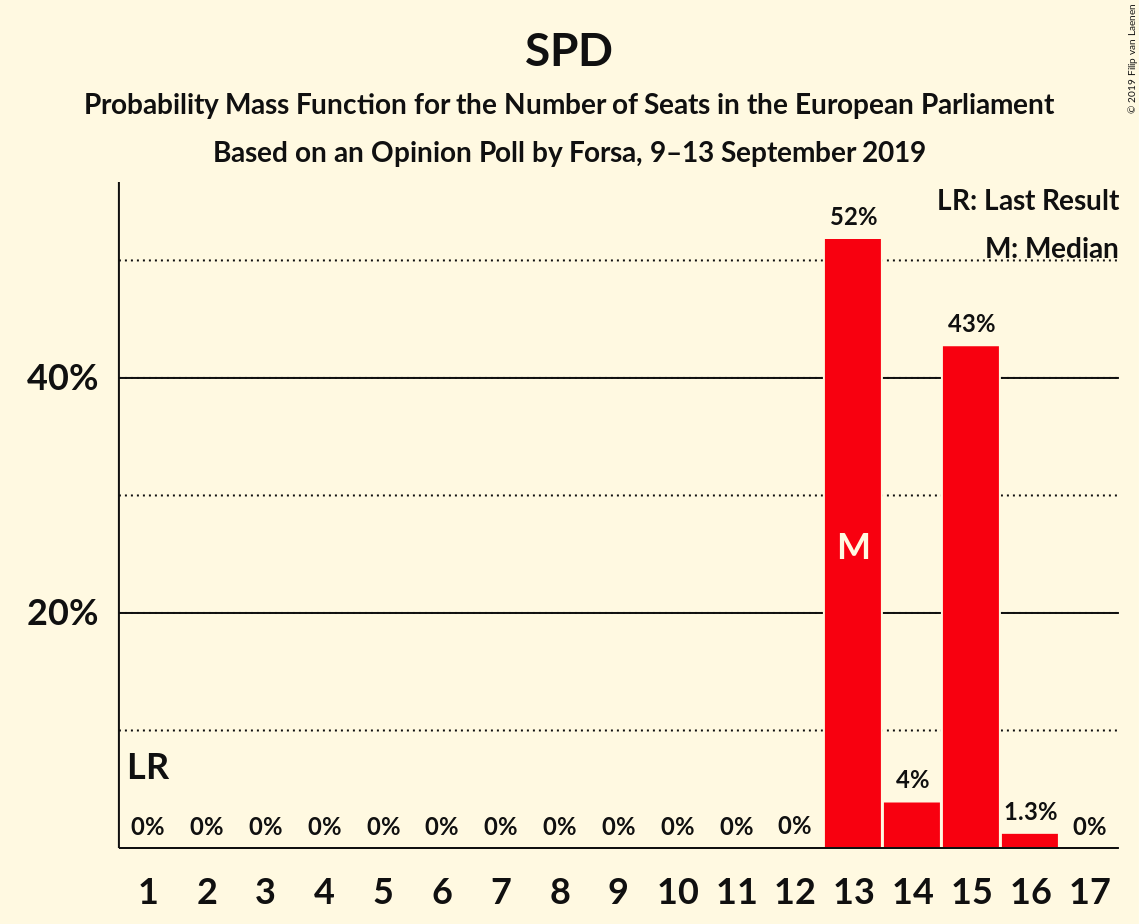 SPD
Probability Mass Function for the Number of Seats in the European Parliament
Based on an Opinion Poll by Forsa, 9–13 September 2019
© 2019 Filip van Laenen
LR: Last Result
M: Median
52%
43%
40%
M
20%
LR
4%
1.3%
0% 0% 0% 0% 0% 0% 0% 0% 0% 0% 0% 0% 0%
1 2 3 4 5 6 7 8 9 10 11 12 13 14 15 16 17